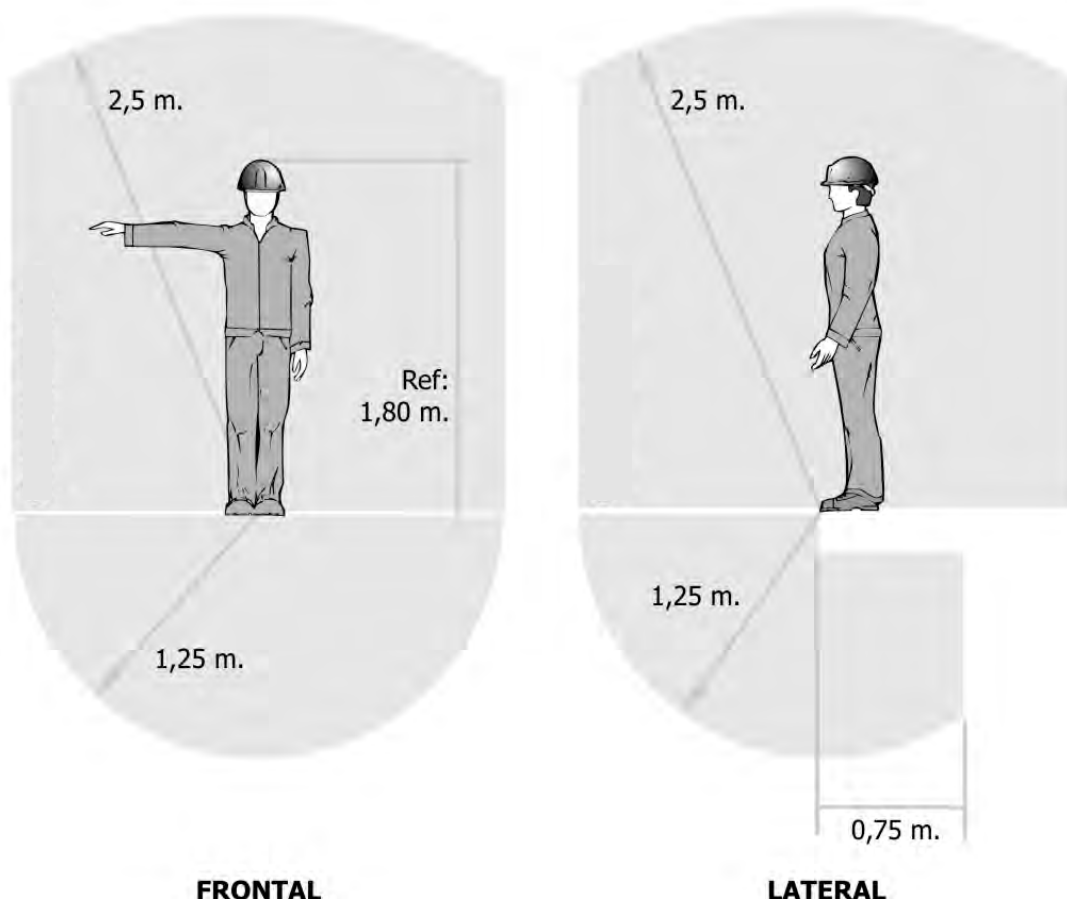 2,5 m.
Ref:
1,80 m.
1,25 m.
FRONTAL
2,5 m.
1,25 m.
0,75 m.
LATERAL